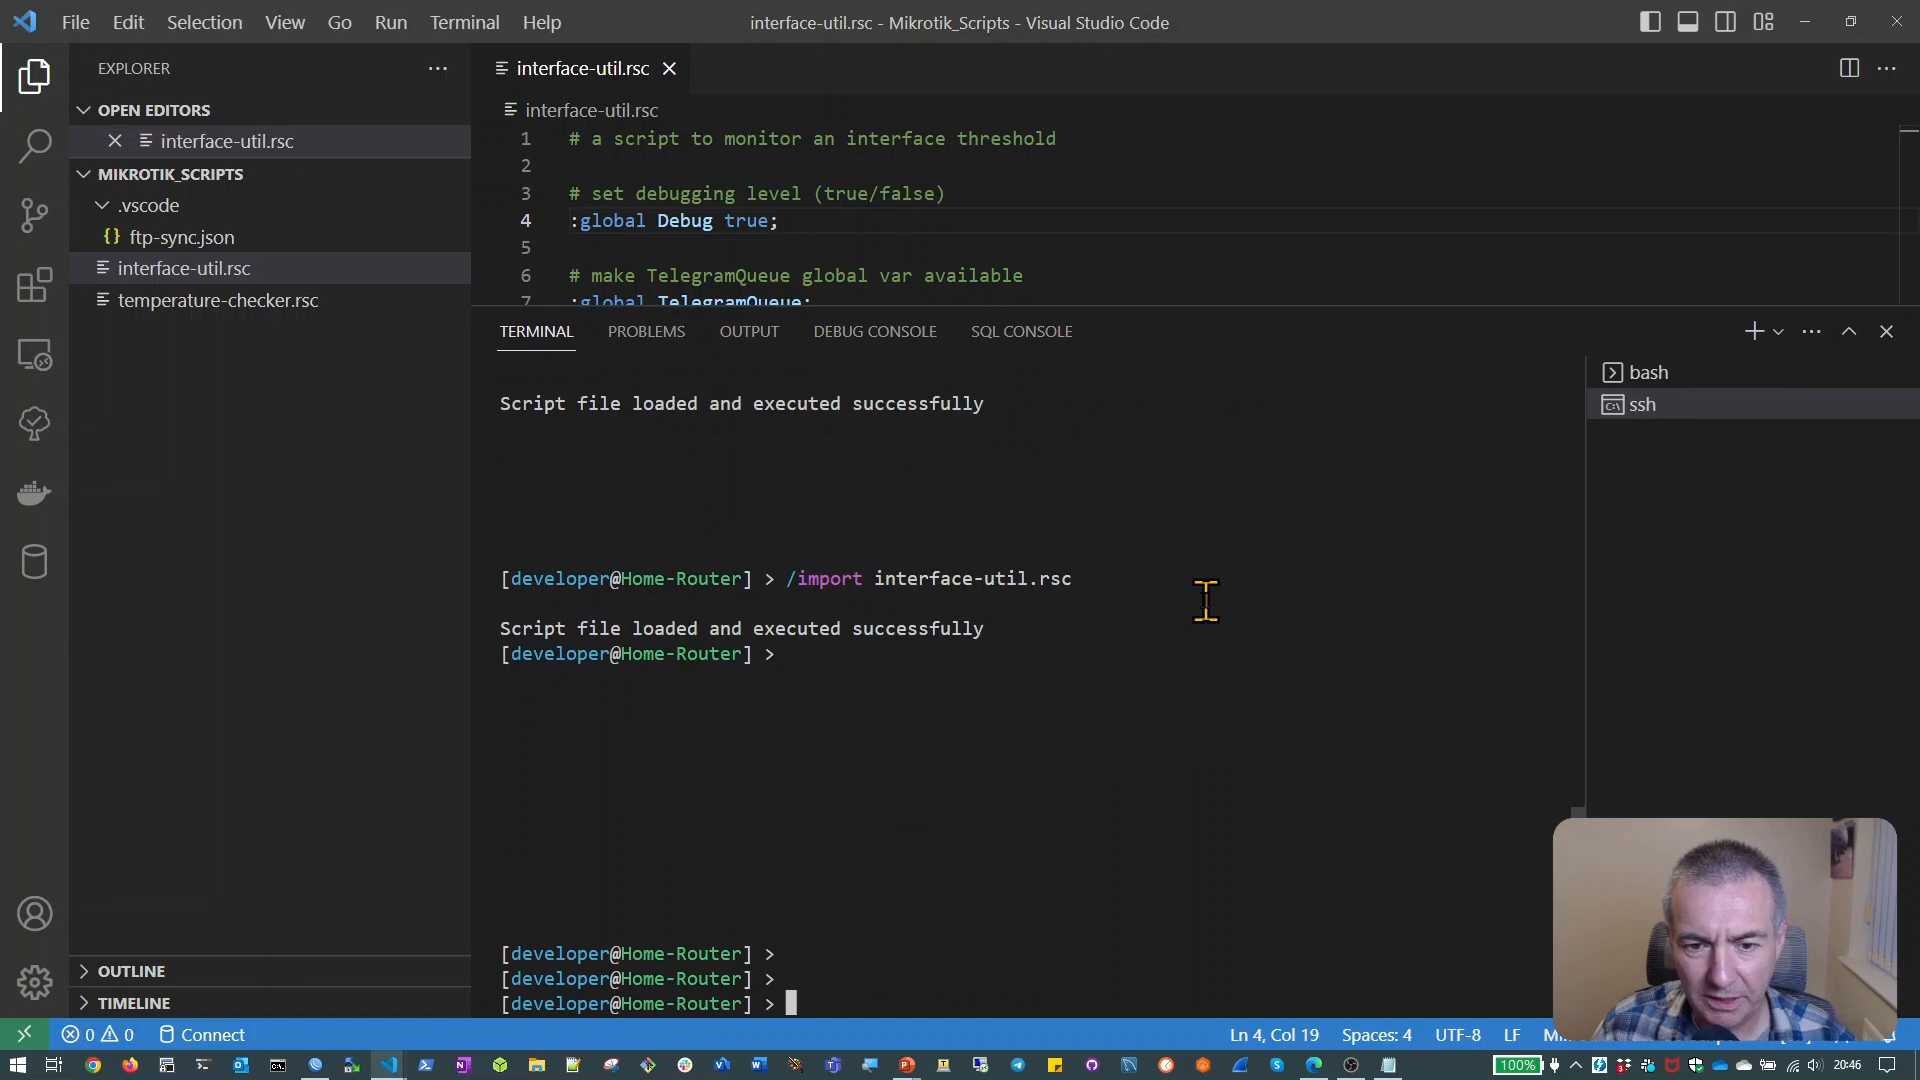 File Edit Selection View Go Run Terminal Help
interface-util.rsc - Mikrotik_Scripts - Visual Studio Code
EXPLORER
OPEN EDITORS
interface-util.rsc
MIKROTIK_SCRIPTS
.vscode
{} ftp-sync.json
interface-util.rsc
temperature-checker.rsc
OUTLINE
TIMELINE
interface-util.rsc
interface-util.rsc
1 # a script to monitor an interface threshold
2
3 # set debugging level (true/false)
4 :global Debug true;
5
6 # make TelegramQueue global var available
7 :global TelegramQueue;
TERMINAL PROBLEMS OUTPUT DEBUG CONSOLE SQL CONSOLE
bash
ssh
Script file loaded and executed successfully
[developer@Home-Router] > /import interface-util.rsc
Script file loaded and executed successfully
[developer@Home-Router] >
[developer@Home-Router] >
[developer@Home-Router] >
[developer@Home-Router] >
0 0 Connect
Ln 4, Col 19 Spaces: 4 UTF-8 LF
100% 20:46